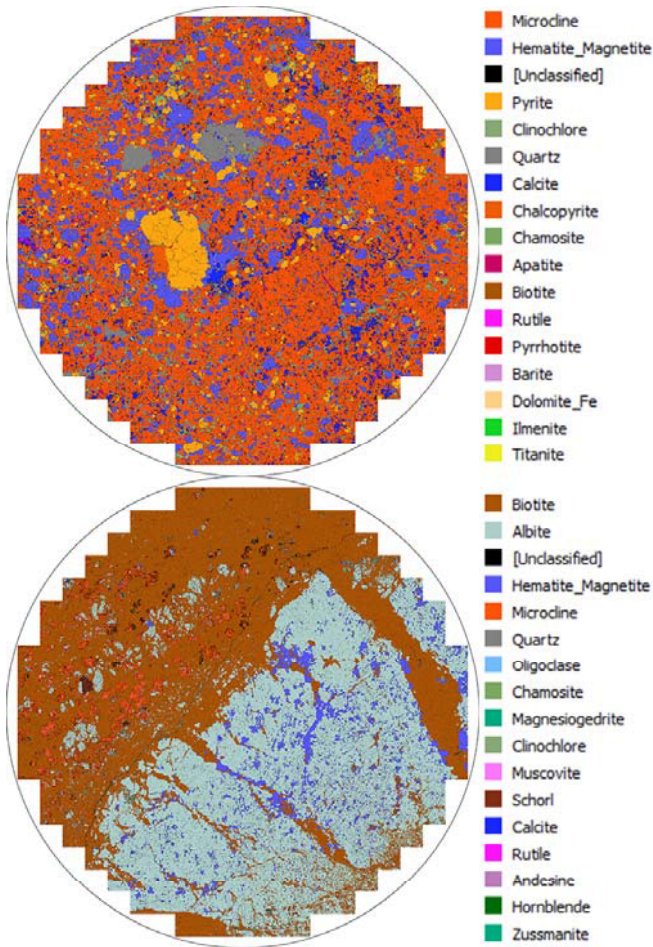 Microcline
Hematite_Magnetite
[Unclassified]
Pyrite
Clinochlore
Quartz
Calcite
Chalcopyrite
Chamosite
Apatite
Biotite
Rutile
Pyrrhotite
Barite
Dolomite_Fe
Ilmenite
Titanite
Biotite
Albite
[Unclassified]
Hematite_Magnetite
Microcline
Quartz
Oligoclase
Chamosite
Magnesiogedrite
Clinochlore
Muscovite
Schorl
Calcite
Rutile
Andesine
Hornblende
Zussmanite